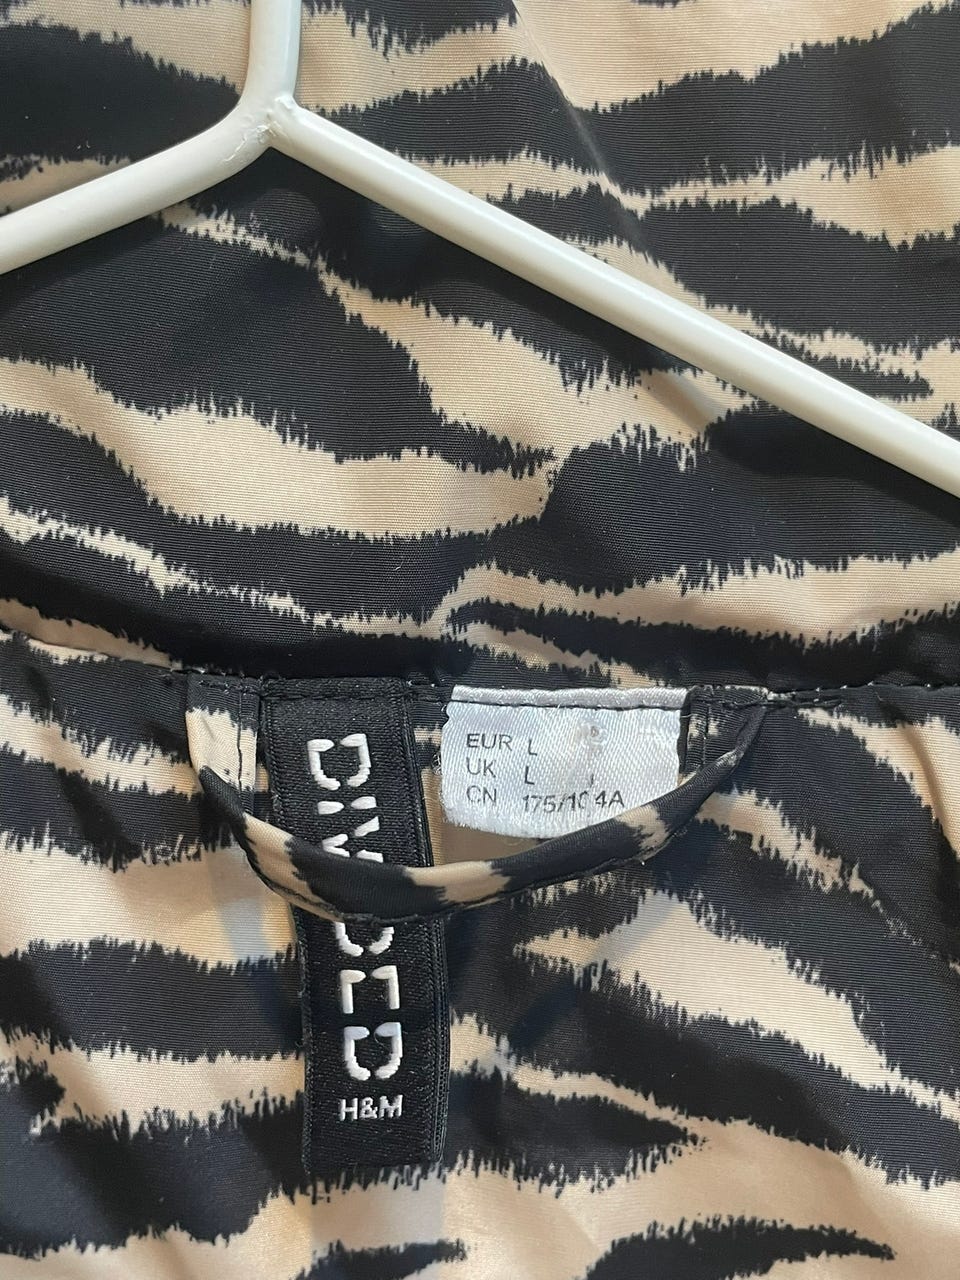 DIVIDED
H&M
EUR L
UK L
CN 175/104A